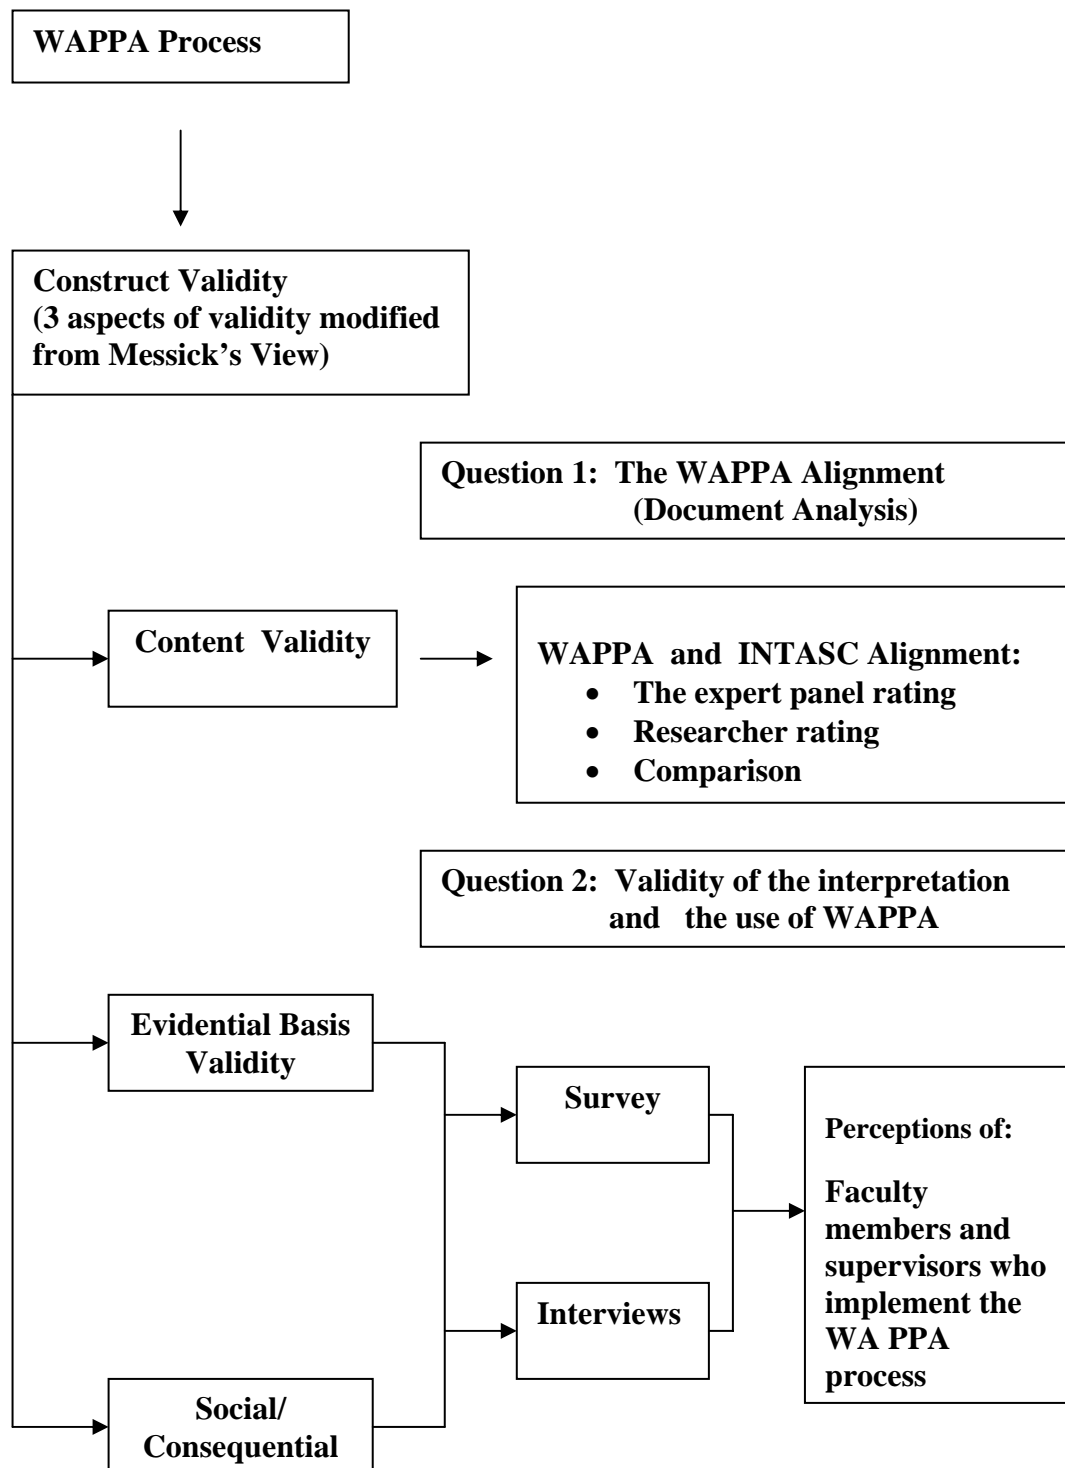 WAPPA Process
Construct Validity
(3 aspects of validity modified
from Messick’s View)
Question 1: The WAPPA Alignment
(Document Analysis)
Content Validity
WAPPA and INTASC Alignment:
• The expert panel rating
• Researcher rating
• Comparison
Question 2: Validity of the interpretation
and the use of WAPPA
Evidential Basis
Validity
Survey
Perceptions of:
Faculty
members and
supervisors who
implement the
WA PPA
process
Interviews
Social/
Consequential